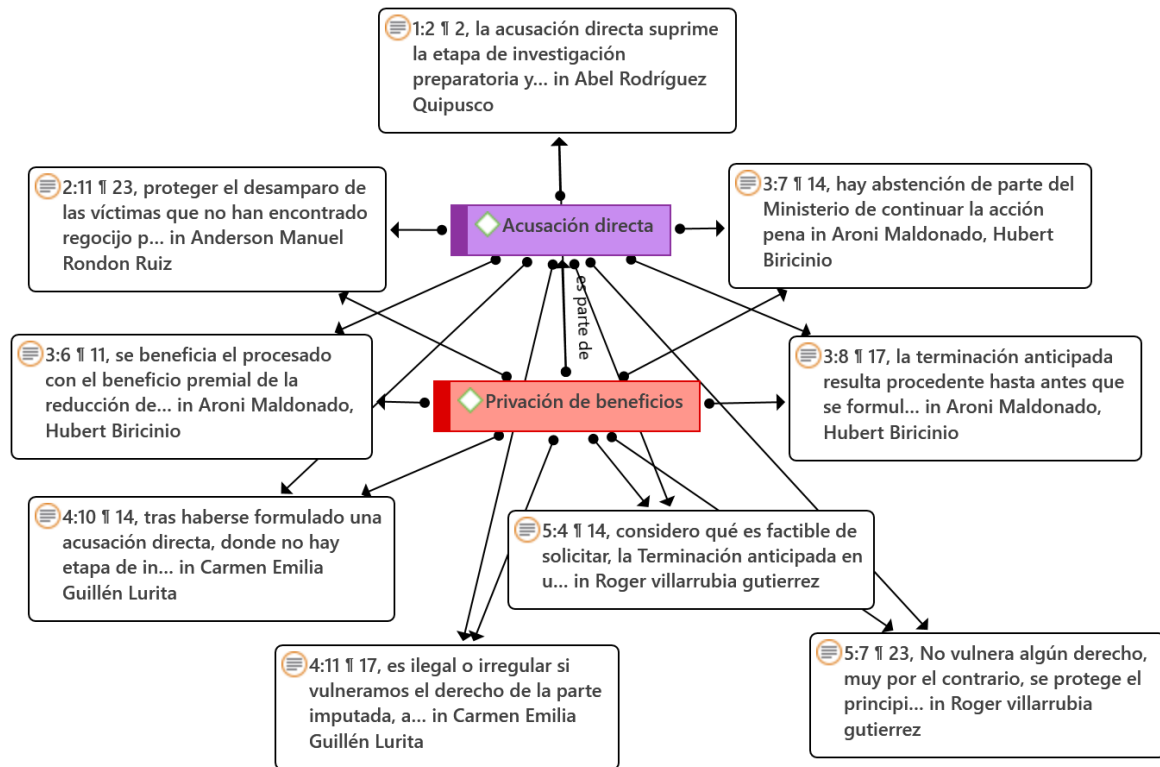 1:2 ¶ 2, la acusación directa suprime
la etapa de investigación
preparatoria y... in Abel Rodríguez
Quipusco
2:11 ¶ 23, proteger el desamparo de
las víctimas que no han encontrado
regocijo p... in Anderson Manuel
Rondon Ruiz
Acusación directa
3:7 ¶ 14, hay abstención de parte del
Ministerio de continuar la acción
pena in Aroni Maldonado, Hubert
Biricinio
es parte de
3:6 ¶ 11, se beneficia el procesado
con el beneficio premial de la
reducción de... in Aroni Maldonado,
Hubert Biricinio
Privación de beneficios
3:8 ¶ 17, la terminación anticipada
resulta procedente hasta antes que
se formul... in Aroni Maldonado,
Hubert Biricinio
4:10 ¶ 14, tras haberse formulado una
acusación directa, donde no hay
etapa de in... in Carmen Emilia
Guillén Lurita
5:4 ¶ 14, considero qué es factible de
solicitar, la Terminación anticipada en
u... in Roger villarrubia gutierrez
4:11 ¶ 17, es ilegal o irregular si
vulneramos el derecho de la parte
imputada, a... in Carmen Emilia
Guillén Lurita
5:7 ¶ 23, No vulnera algún derecho,
muy por el contrario, se protege el
principi... in Roger villarrubia
gutierrez